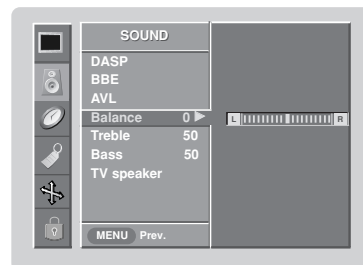 SOUND
DASP
BBE
AVL
Balance 0 ▶
L R
Treble 50
Bass 50
TV speaker
MENU Prev.